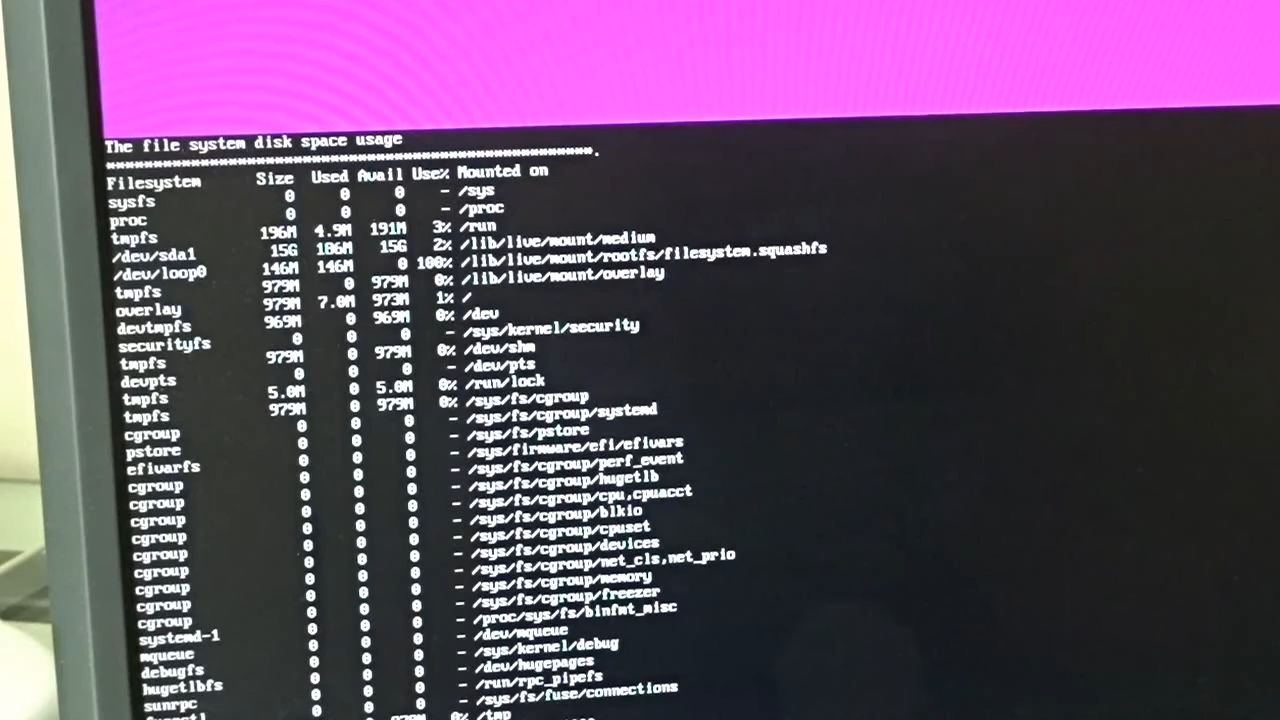 The file system disk space usage
**********************************************************.
Filesystem Size Used Avail Use% Mounted on
sysfs 0 0 0 - /sys
proc 0 0 0 - /proc
tmpfs 196M 4.9M 191M 3% /run
/dev/sda1 15G 186M 15G 2% /lib/live/mount/medium
/dev/loop0 146M 146M 0 100% /lib/live/mount/rootfs/filesystem.squashfs
tmpfs 979M 0 979M 0% /lib/live/mount/overlay
overlay 979M 7.0M 973M 1% /
devtmpfs 969M 0 969M 0% /dev
securityfs 0 0 0 - /sys/kernel/security
tmpfs 979M 0 979M 0% /dev/shm
devpts 0 0 0 - /dev/pts
tmpfs 5.0M 0 5.0M 0% /run/lock
tmpfs 979M 0 979M 0% /sys/fs/cgroup
cgroup 0 0 0 - /sys/fs/cgroup/systemd
pstore 0 0 0 - /sys/fs/pstore
efivarfs 0 0 0 - /sys/firmware/efi/efivars
cgroup 0 0 0 - /sys/fs/cgroup/perf_event
cgroup 0 0 0 - /sys/fs/cgroup/hugetlb
cgroup 0 0 0 - /sys/fs/cgroup/cpu,cpuacct
cgroup 0 0 0 - /sys/fs/cgroup/blkio
cgroup 0 0 0 - /sys/fs/cgroup/cpuset
cgroup 0 0 0 - /sys/fs/cgroup/devices
cgroup 0 0 0 - /sys/fs/cgroup/net_cls,net_prio
cgroup 0 0 0 - /sys/fs/cgroup/memory
cgroup 0 0 0 - /sys/fs/cgroup/freezer
systemd-1 0 0 0 - /proc/sys/fs/binfmt_misc
mqueue 0 0 0 - /dev/mqueue
debugfs 0 0 0 - /sys/kernel/debug
hugetlbfs 0 0 0 - /dev/hugepages
sunrpc 0 0 0 - /run/rpc_pipefs
fusectl 0 0 0 - /sys/fs/fuse/connections
0% /tmp